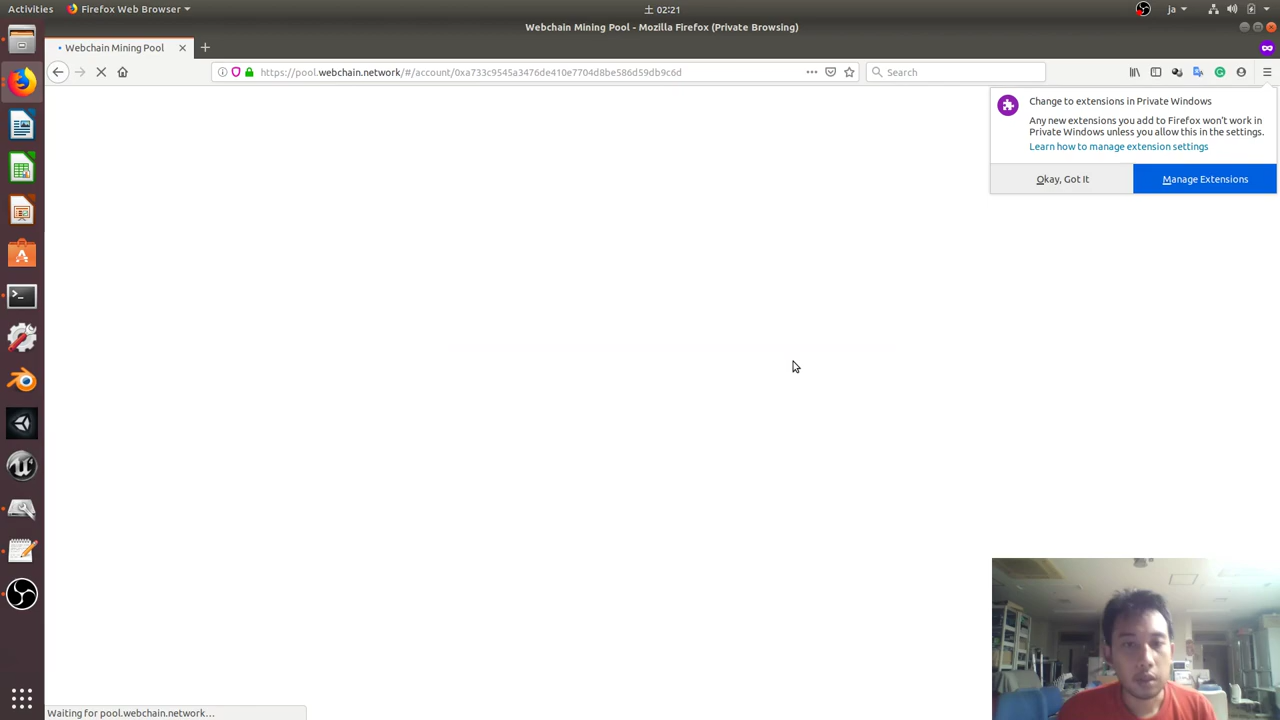 Activities
Firefox Web Browser
土 02:21
ja
Webchain Mining Pool - Mozilla Firefox (Private Browsing)
Webchain Mining Pool
https://pool.webchain.network/#/account/0xa733c9545a3476de410e7704d8be586d59db9c6d
Search
Change to extensions in Private Windows
Any new extensions you add to Firefox won't work in
Private Windows unless you allow this in the settings.
Learn how to manage extension settings
Okay, Got It
Manage Extensions
Waiting for pool.webchain.network…